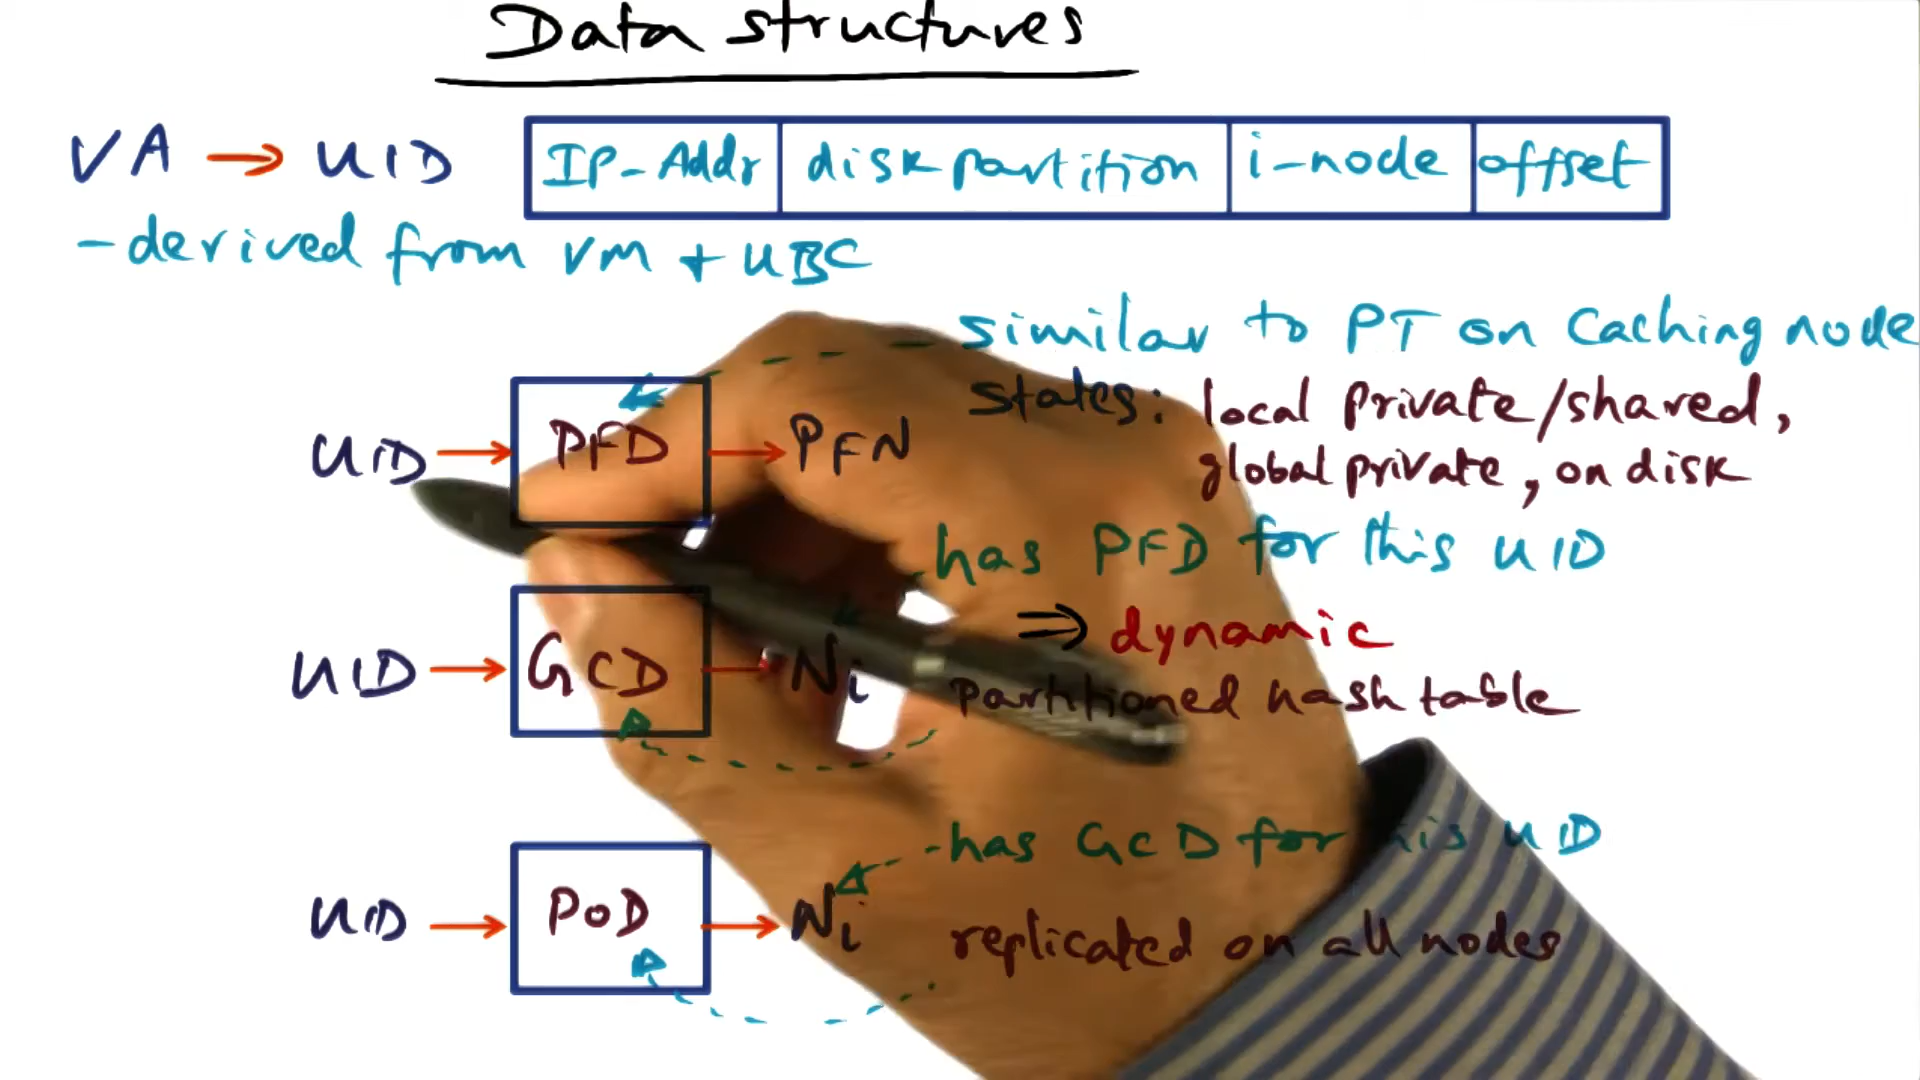 Data structures
VA → UID IP-Addr disk partition i-node offset
- derived from VM + UBC
similar to PT on Caching node
States: local private/shared,
UID → PFD → PFN
global private, on disk
has PFD for this UID
⇒ dynamic
UID → GCD → Ni
partitioned hash table
has GCD for this UID
UID → POD → Ni
replicated on all nodes